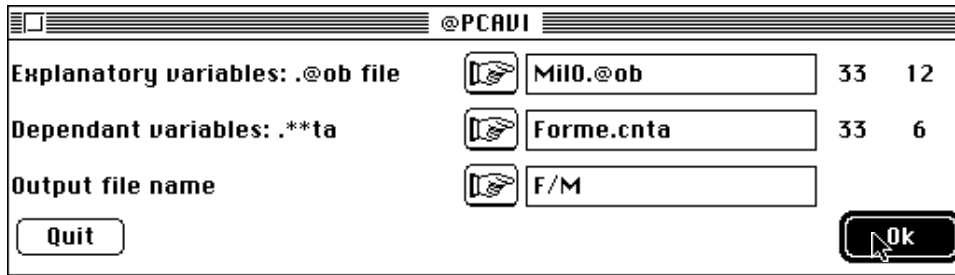 @PCAVI
Explanatory variables: .@ob file Mil0.@ob 33 12
Dependant variables: .**ta Forme.cnta 33 6
Output file name F/M
Quit Ok